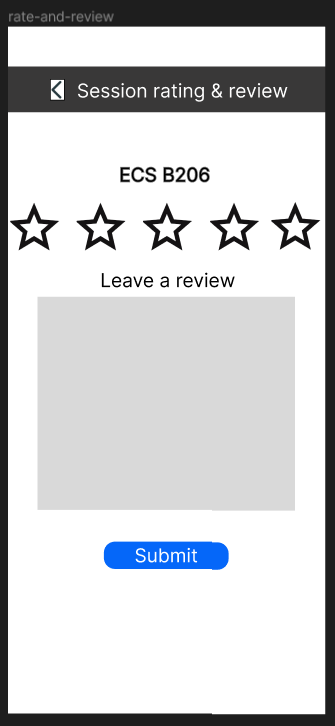 rate-and-review
Session rating & review
ECS B206
Leave a review
Submit